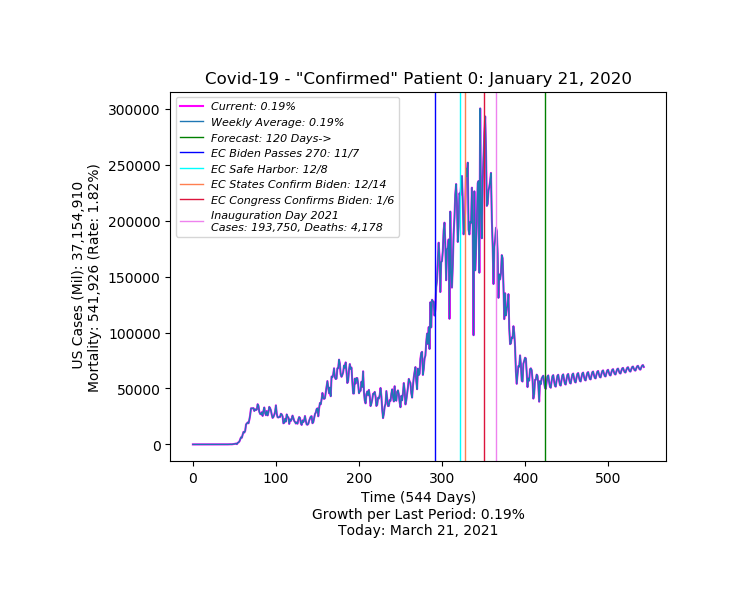 Covid-19 - "Confirmed" Patient 0: January 21, 2020
Current: 0.19%
Weekly Average: 0.19%
Forecast: 120 Days->
EC Biden Passes 270: 11/7
EC Safe Harbor: 12/8
EC States Confirm Biden: 12/14
EC Congress Confirms Biden: 1/6
Inauguration Day 2021
Cases: 193,750, Deaths: 4,178
300000
250000
200000
150000
100000
50000
0
US Cases (Mil): 37,154,910
Mortality: 541,926 (Rate: 1.82%)
0 100 200 300 400 500
Time (544 Days)
Growth per Last Period: 0.19%
Today: March 21, 2021